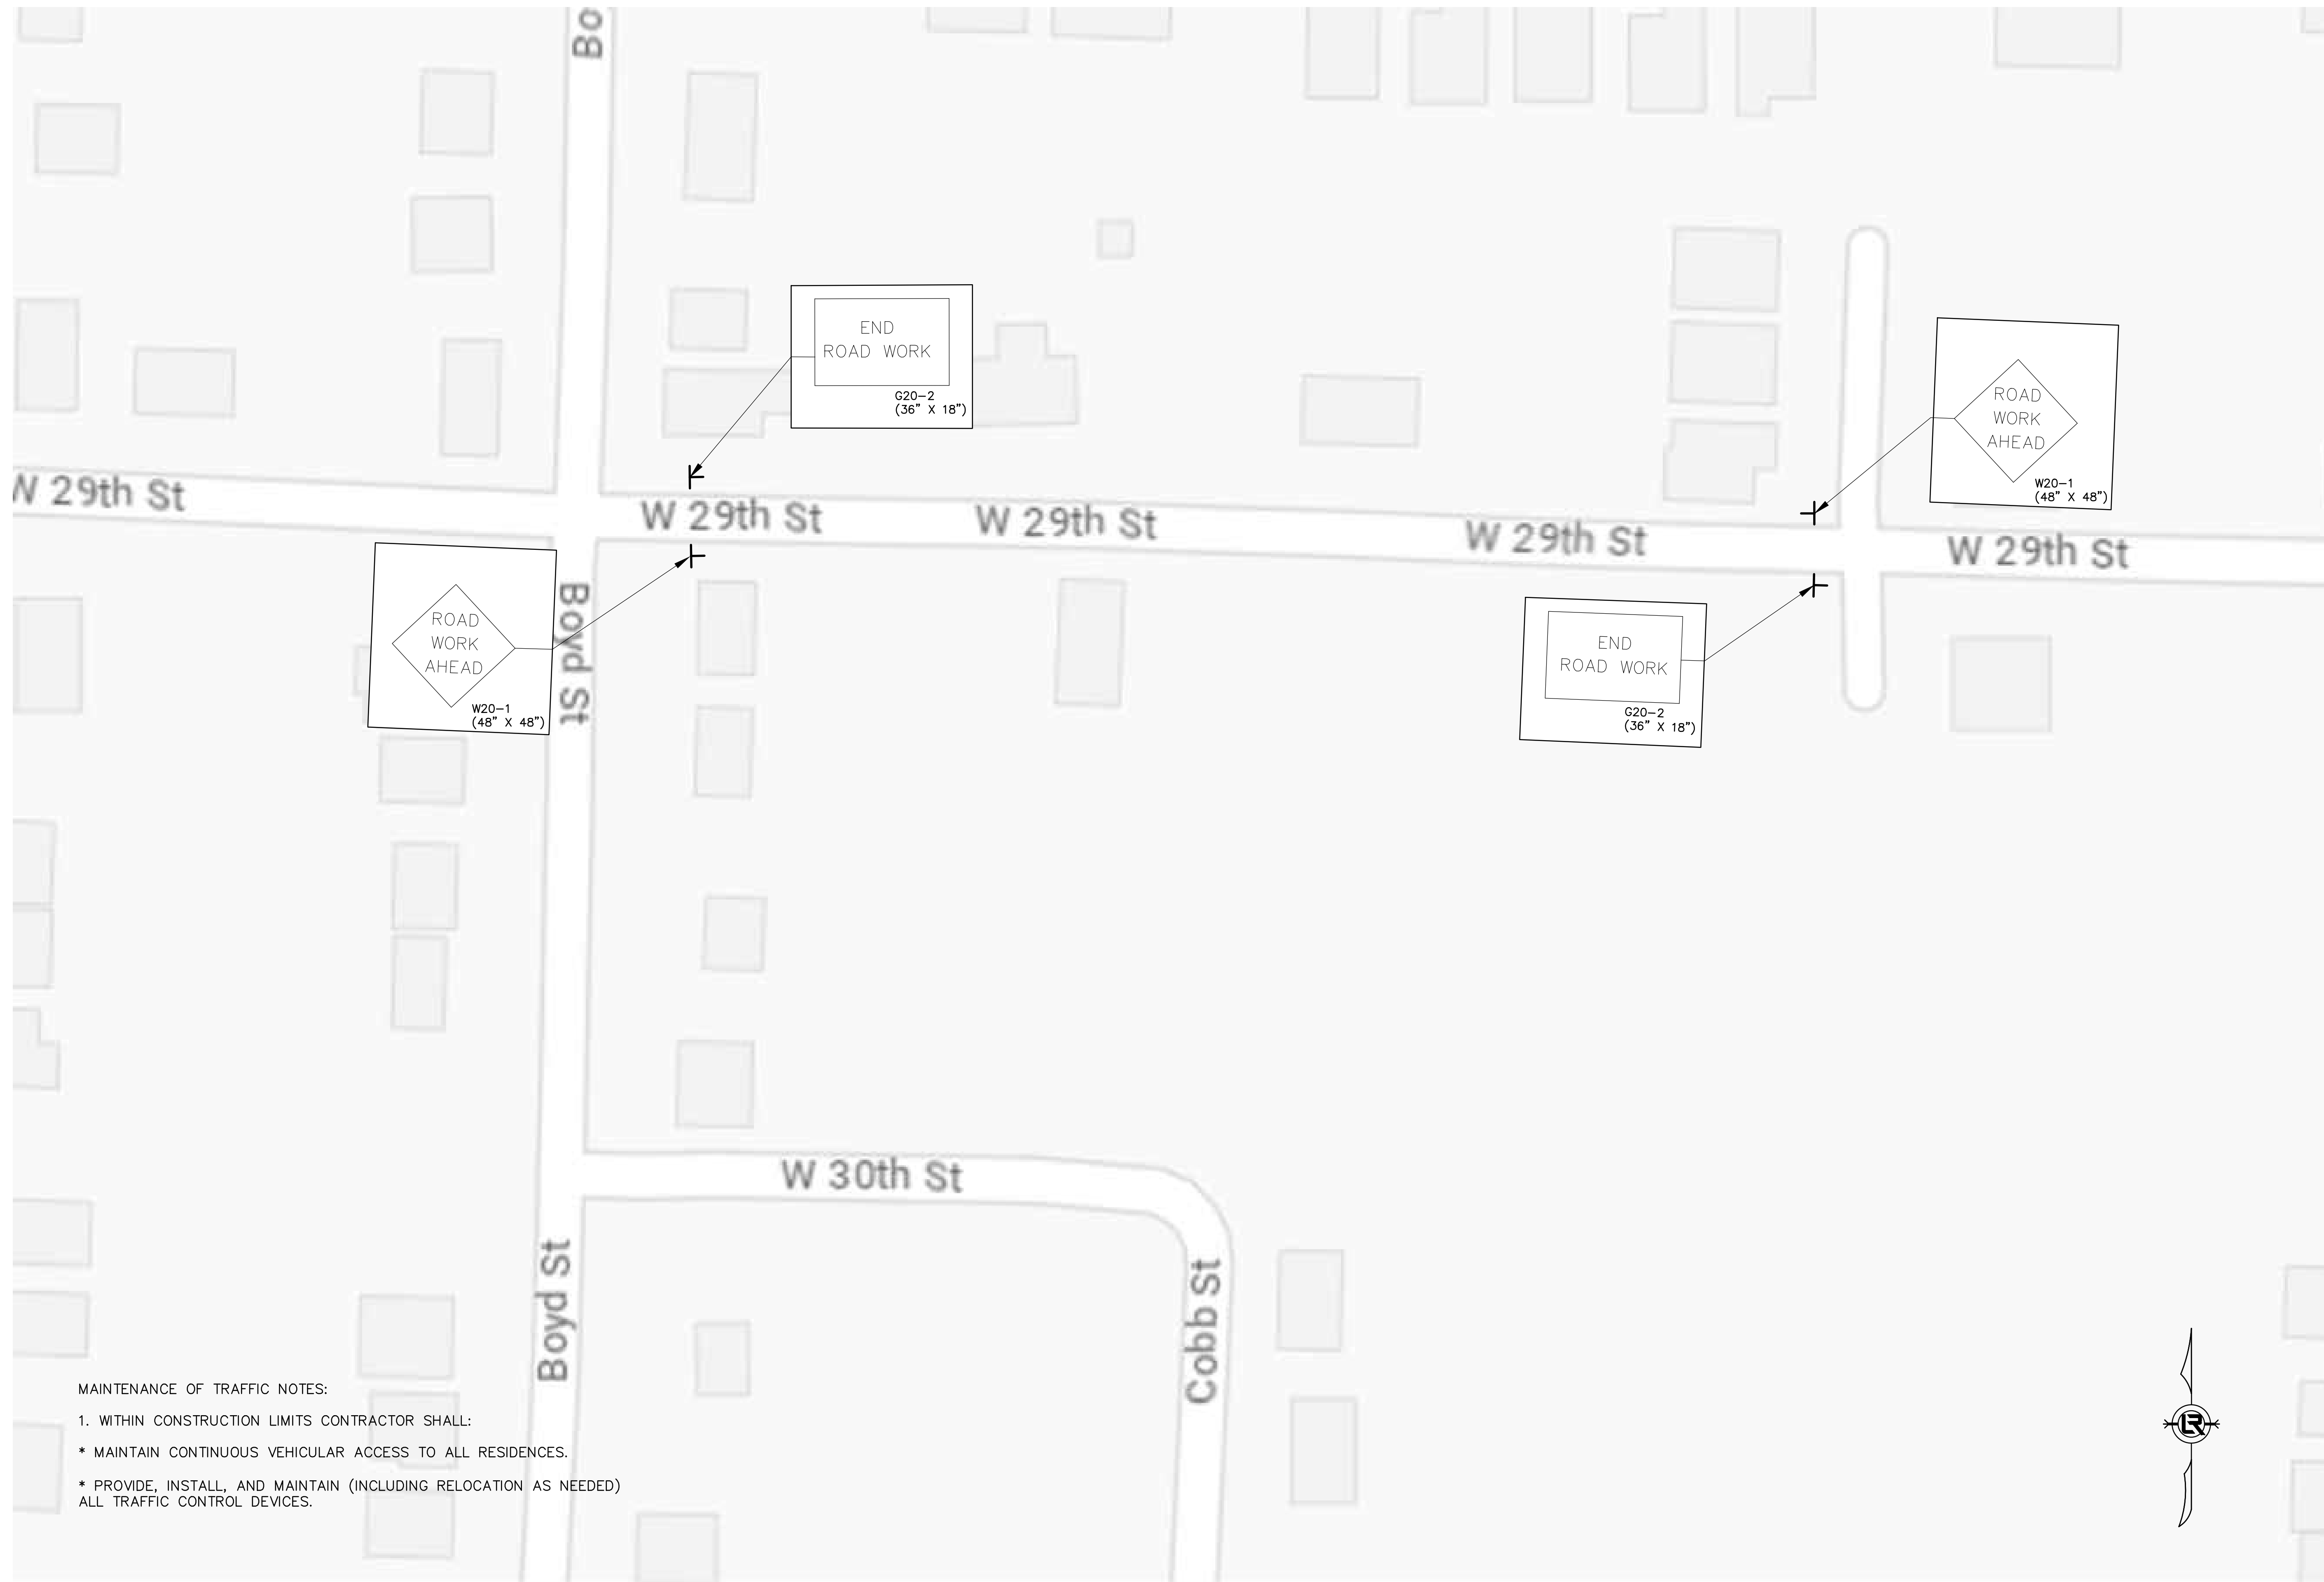 Bo
END
ROAD WORK
G20-2
(36" X 18")
ROAD
WORK
AHEAD
W20-1
(48" X 48")
W 29th St
W 29th St
W 29th St
W 29th St
W 29th St
Boyd St
ROAD
WORK
AHEAD
W20-1
(48" X 48")
END
ROAD WORK
G20-2
(36" X 18")
W 30th St
Boyd St
Cobb St
MAINTENANCE OF TRAFFIC NOTES:
1. WITHIN CONSTRUCTION LIMITS CONTRACTOR SHALL:
* MAINTAIN CONTINUOUS VEHICULAR ACCESS TO ALL RESIDENCES.
* PROVIDE, INSTALL, AND MAINTAIN (INCLUDING RELOCATION AS NEEDED)
ALL TRAFFIC CONTROL DEVICES.
LR